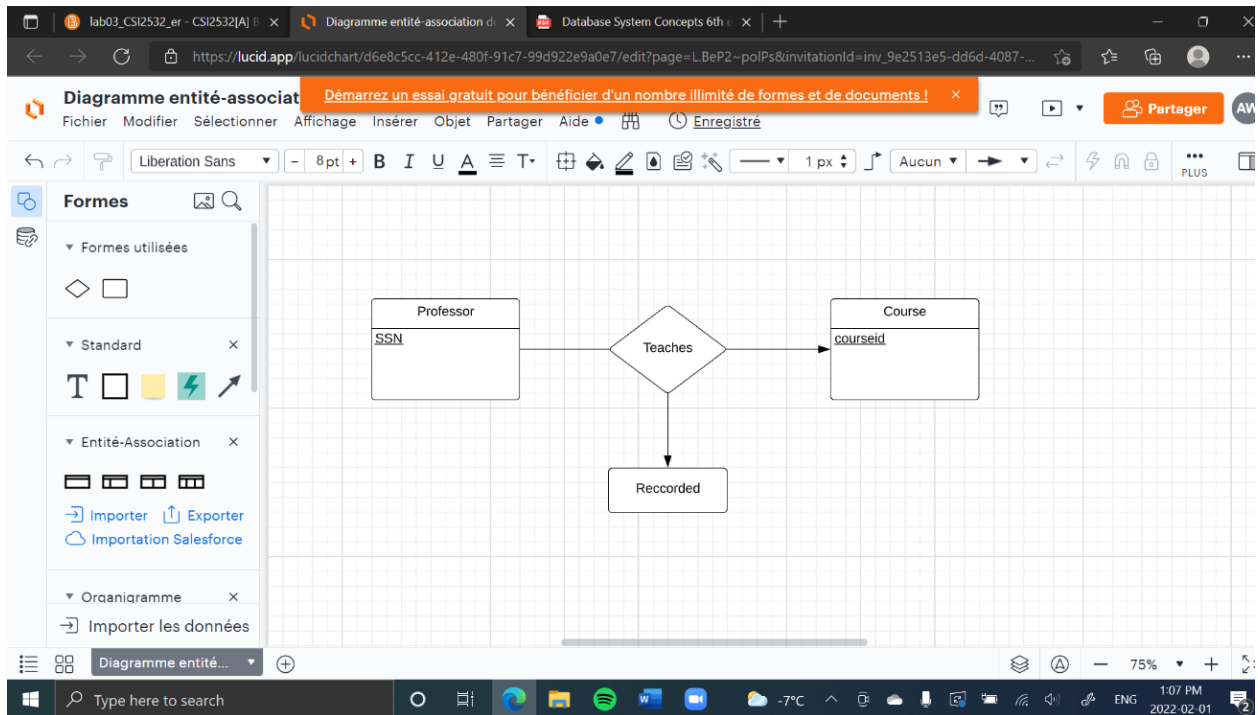 lab03_CSI2532_er - CSI2532[A] B
Diagramme entité-association d
Database System Concepts 6th e
https://lucid.app/lucidchart/d6e8c5cc-412e-480f-91c7-99d922e9a0e7/edit?page=L.BeP2~polPs&invitationId=inv_9e2513e5-dd6d-4087-...
Diagramme entité-associat
Démarrez un essai gratuit pour bénéficier d'un nombre illimité de formes et de documents !
Partager
AW
Fichier Modifier Sélectionner Affichage Insérer Objet Partager Aide Enregistré
Liberation Sans - 8 pt + B I U A T 1 px Aucun PLUS
Formes
Formes utilisées
Standard
T
Entité-Association
Importer Exporter
Importation Salesforce
Organigramme
Importer les données
Professor
SSN
Teaches
Course
courseid
Reccorded
Diagramme entité...
75%
Type here to search
-7°C
ENG
1:07 PM
2022-02-01
2